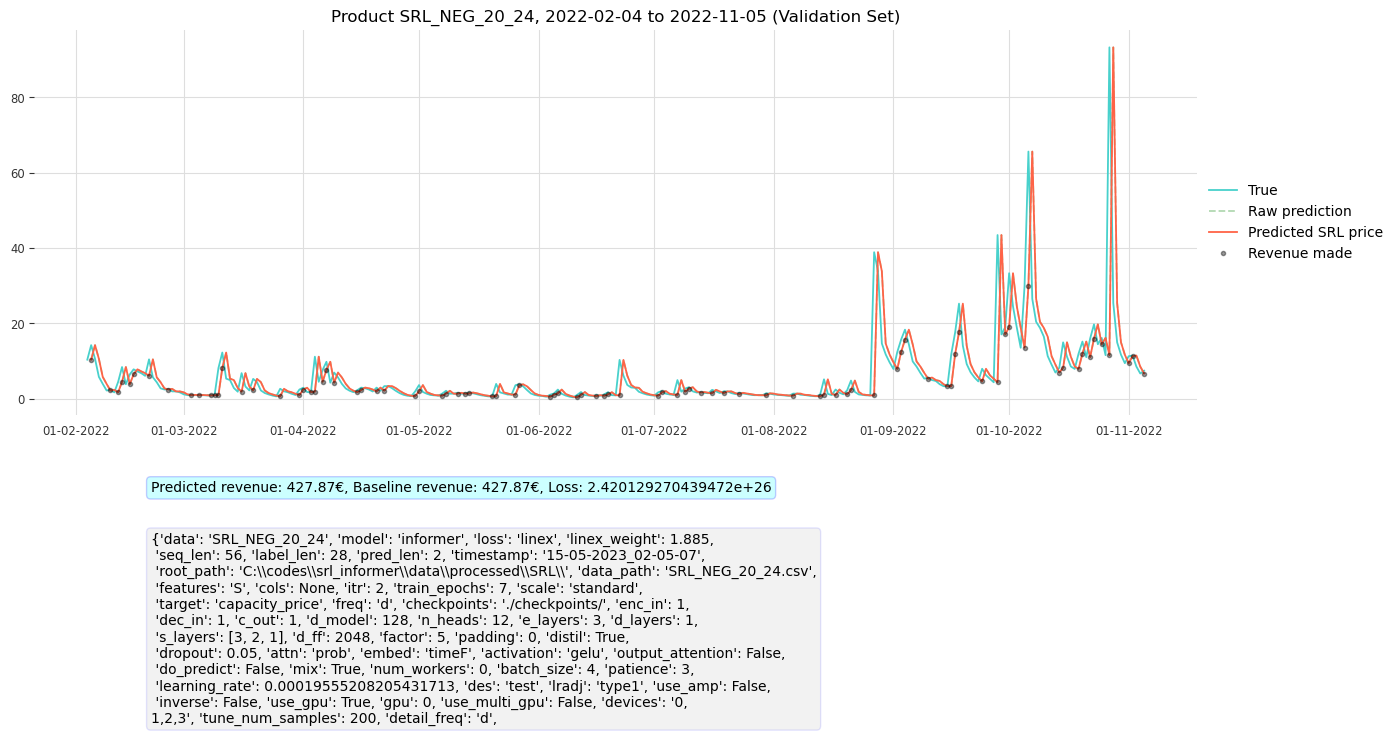 Product SRL_NEG_20_24, 2022-02-04 to 2022-11-05 (Validation Set)
80
60
40
20
0
01-02-2022 01-03-2022 01-04-2022 01-05-2022 01-06-2022 01-07-2022 01-08-2022 01-09-2022 01-10-2022 01-11-2022
True
Raw prediction
Predicted SRL price
Revenue made
Predicted revenue: 427.87€, Baseline revenue: 427.87€, Loss: 2.420129270439472e+26
{'data': 'SRL_NEG_20_24', 'model': 'informer', 'loss': 'linex', 'linex_weight': 1.885,
'seq_len': 56, 'label_len': 28, 'pred_len': 2, 'timestamp': '15-05-2023_02-05-07',
'root_path': 'C:\\codes\\srl_informer\\data\\processed\\SRL\\', 'data_path': 'SRL_NEG_20_24.csv',
'features': 'S', 'cols': None, 'itr': 2, 'train_epochs': 7, 'scale': 'standard',
'target': 'capacity_price', 'freq': 'd', 'checkpoints': './checkpoints/', 'enc_in': 1,
'dec_in': 1, 'c_out': 1, 'd_model': 128, 'n_heads': 12, 'e_layers': 3, 'd_layers': 1,
's_layers': [3, 2, 1], 'd_ff': 2048, 'factor': 5, 'padding': 0, 'distil': True,
'dropout': 0.05, 'attn': 'prob', 'embed': 'timeF', 'activation': 'gelu', 'output_attention': False,
'do_predict': False, 'mix': True, 'num_workers': 0, 'batch_size': 4, 'patience': 3,
'learning_rate': 0.00019555208205431713, 'des': 'test', 'lradj': 'type1', 'use_amp': False,
'inverse': False, 'use_gpu': True, 'gpu': 0, 'use_multi_gpu': False, 'devices': '0,
1,2,3', 'tune_num_samples': 200, 'detail_freq': 'd',